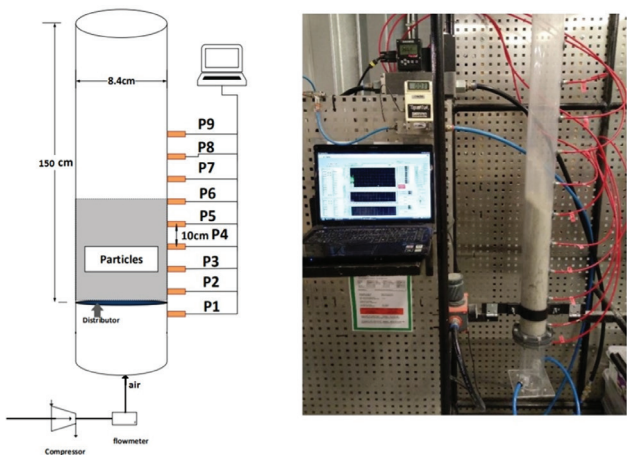 8.4cm
150 cm
P9
P8
P7
P6
P5
10cm P4
P3
P2
P1
Particles
Distributor
air
flowmeter
Compressor